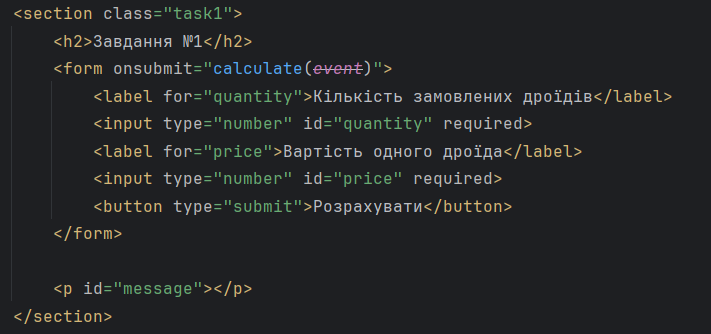 <section class="task1">
<h2>Завдання №1</h2>
<form onsubmit="calculate(event)">
<label for="quantity">Кількість замовлених дроїдів</label>
<input type="number" id="quantity" required>
<label for="price">Вартість одного дроїда</label>
<input type="number" id="price" required>
<button type="submit">Розрахувати</button>
</form>
<p id="message"></p>
</section>